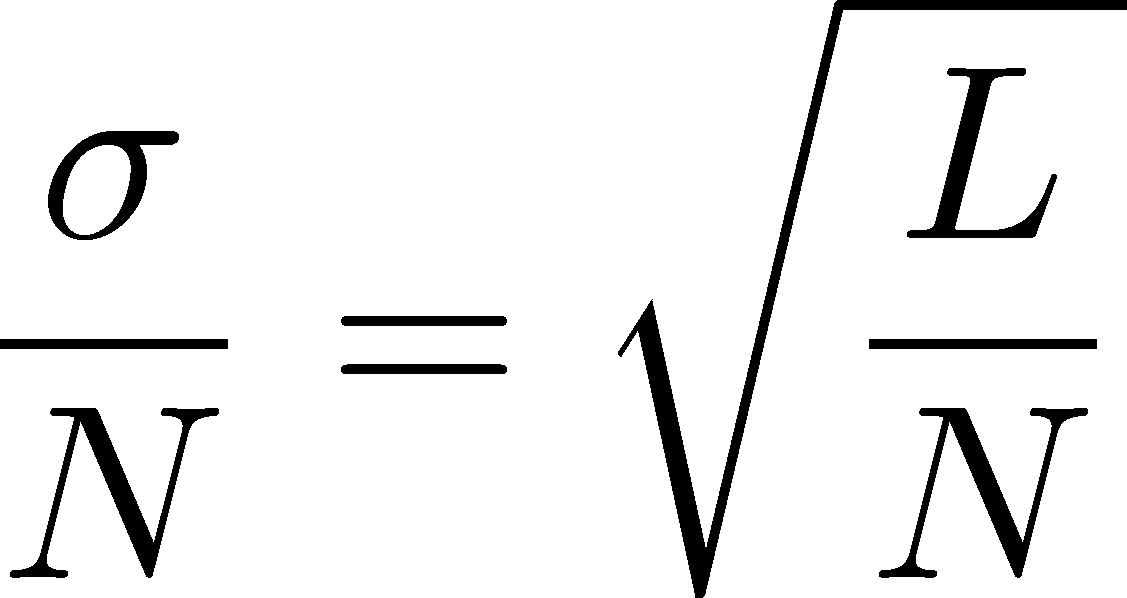 σ/N = √(L/N)